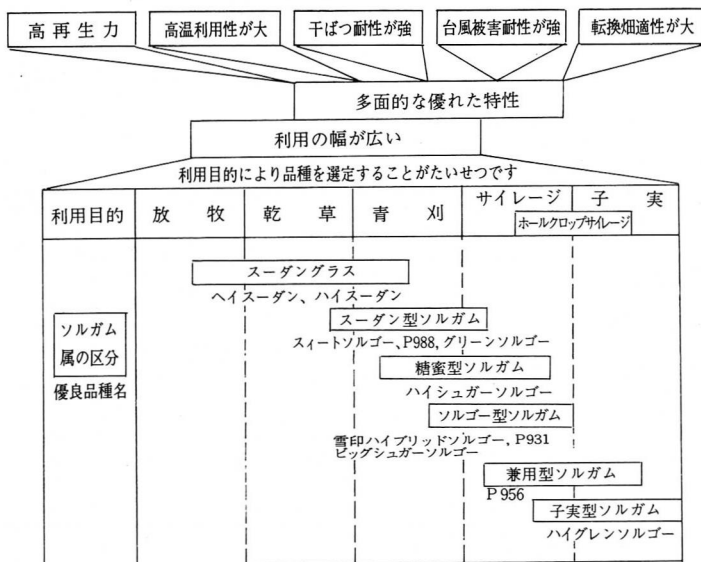 高再生力
高温利用性が大
干ばつ耐性が強
台風被害耐性が強
転換畑適性が大
多面的な優れた特性
利用の幅が広い
利用目的により品種を選定することがたいせつです
利用目的 放牧 乾草 青刈 サイレージ 子実
ホールクロップサイレージ
スーダングラス
ヘイスーダン、ハイスーダン
ソルガム
属の区分
優良品種名
スーダン型ソルガム
スィートソルゴー、P988, グリーンソルゴー
糖蜜型ソルガム
ハイシュガーソルゴー
ソルゴー型ソルガム
雪印ハイブリッドソルゴー、P931
ビッグシュガーソルゴー
兼用型ソルガム
P956
子実型ソルガム
ハイグレンソルゴー